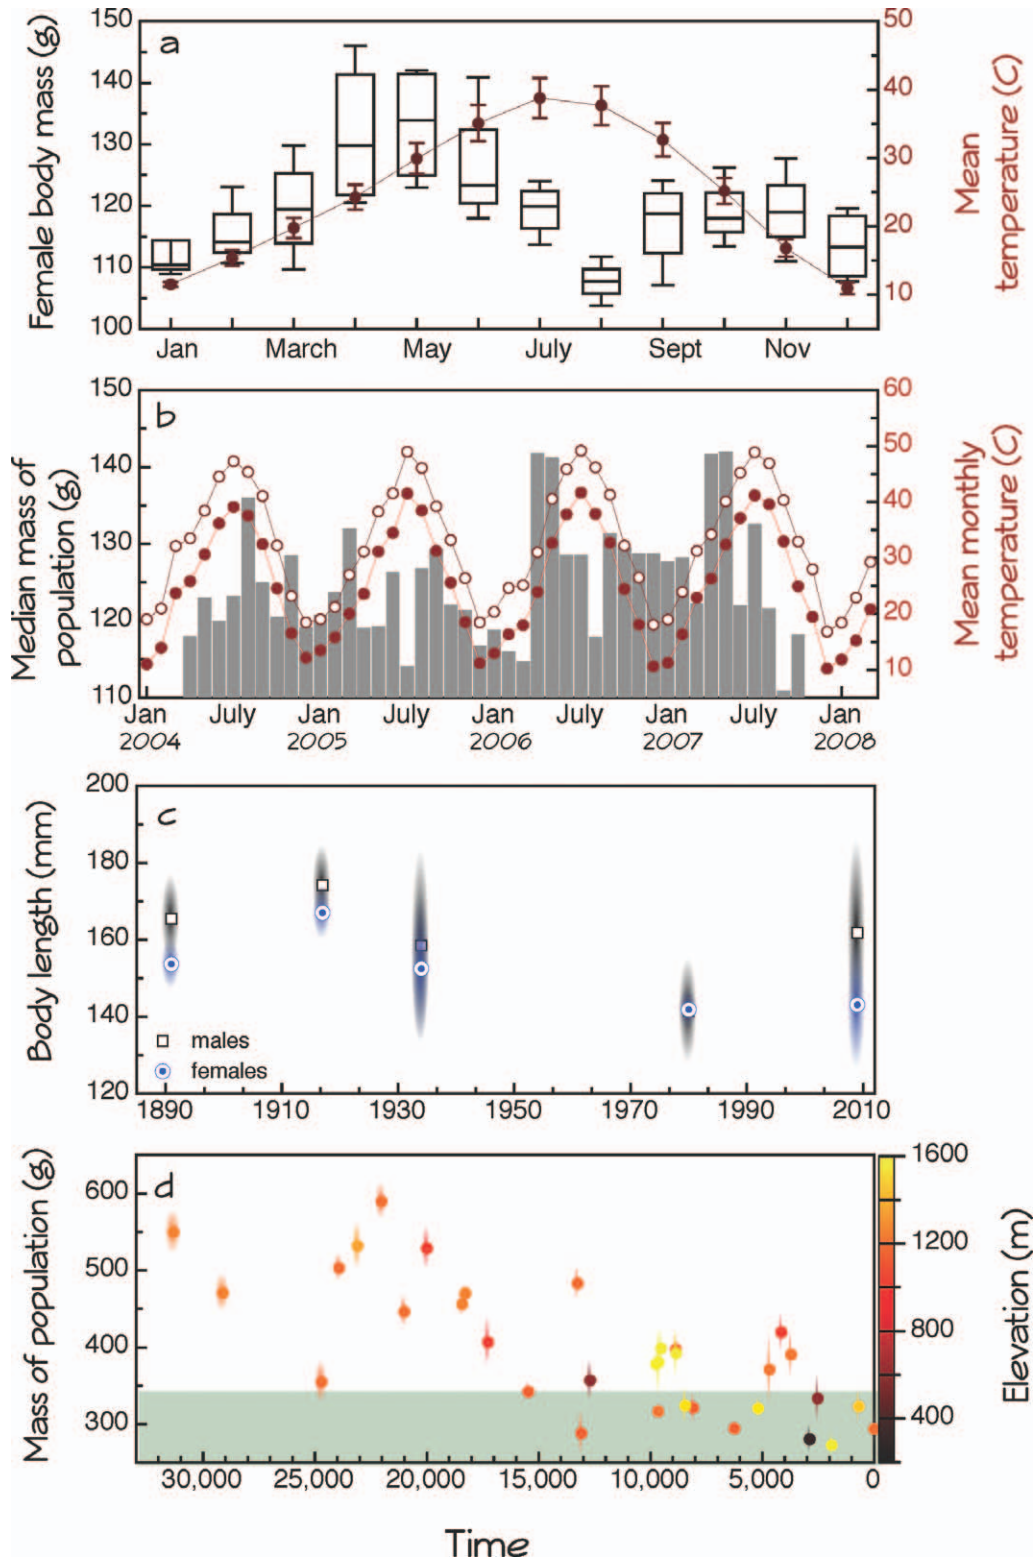 150
140
130
120
110
100
Female body mass (g)
a
50
40
30
20
10
Mean
temperature (C)
Jan March May July Sept Nov
150
140
130
120
110
Median mass of
population (g)
b
60
50
40
30
20
10
Mean monthly
temperature (C)
Jan July Jan July Jan July Jan July Jan
2004 2005 2006 2007 2008
200
180
160
140
120
Body length (mm)
c
males
females
1890 1910 1930 1950 1970 1990 2010
600
500
400
300
Mass of population (g)
d
1600
1200
800
400
Elevation (m)
30,000 25,000 20,000 15,000 10,000 5,000 0
Time